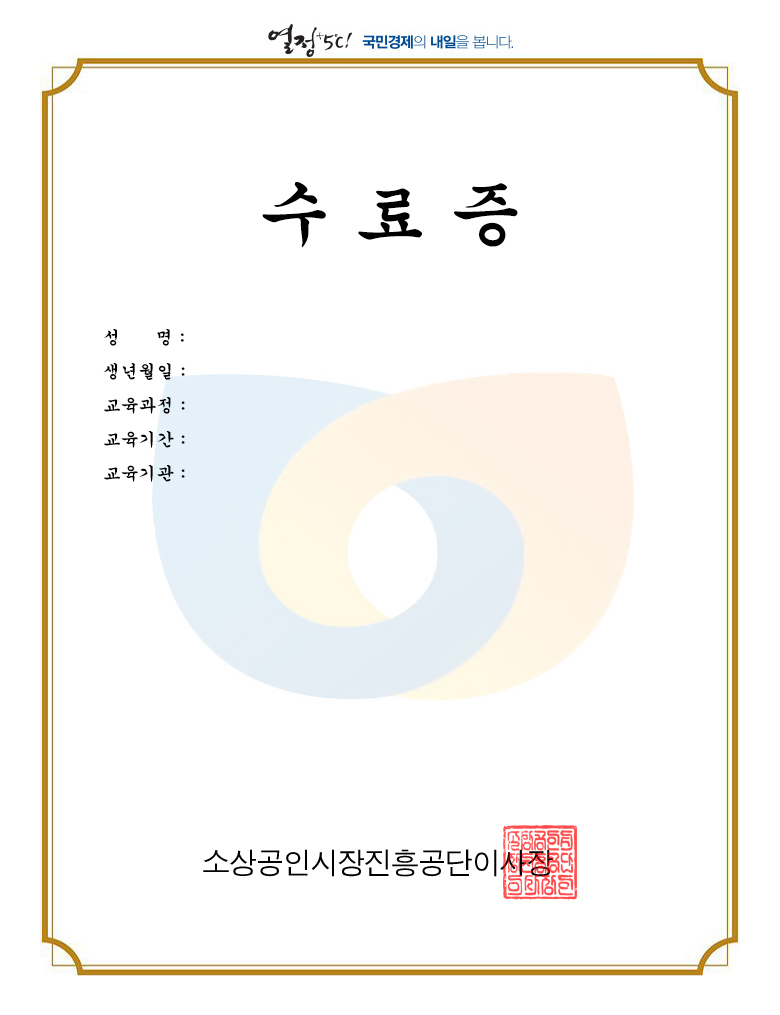 열정+5℃! 국민경제의 내일을 봅니다.
수 료 증
성 명 :
생년월일 :
교육과정 :
교육기간 :
교육기관 :
소상공인시장진흥공단이사장